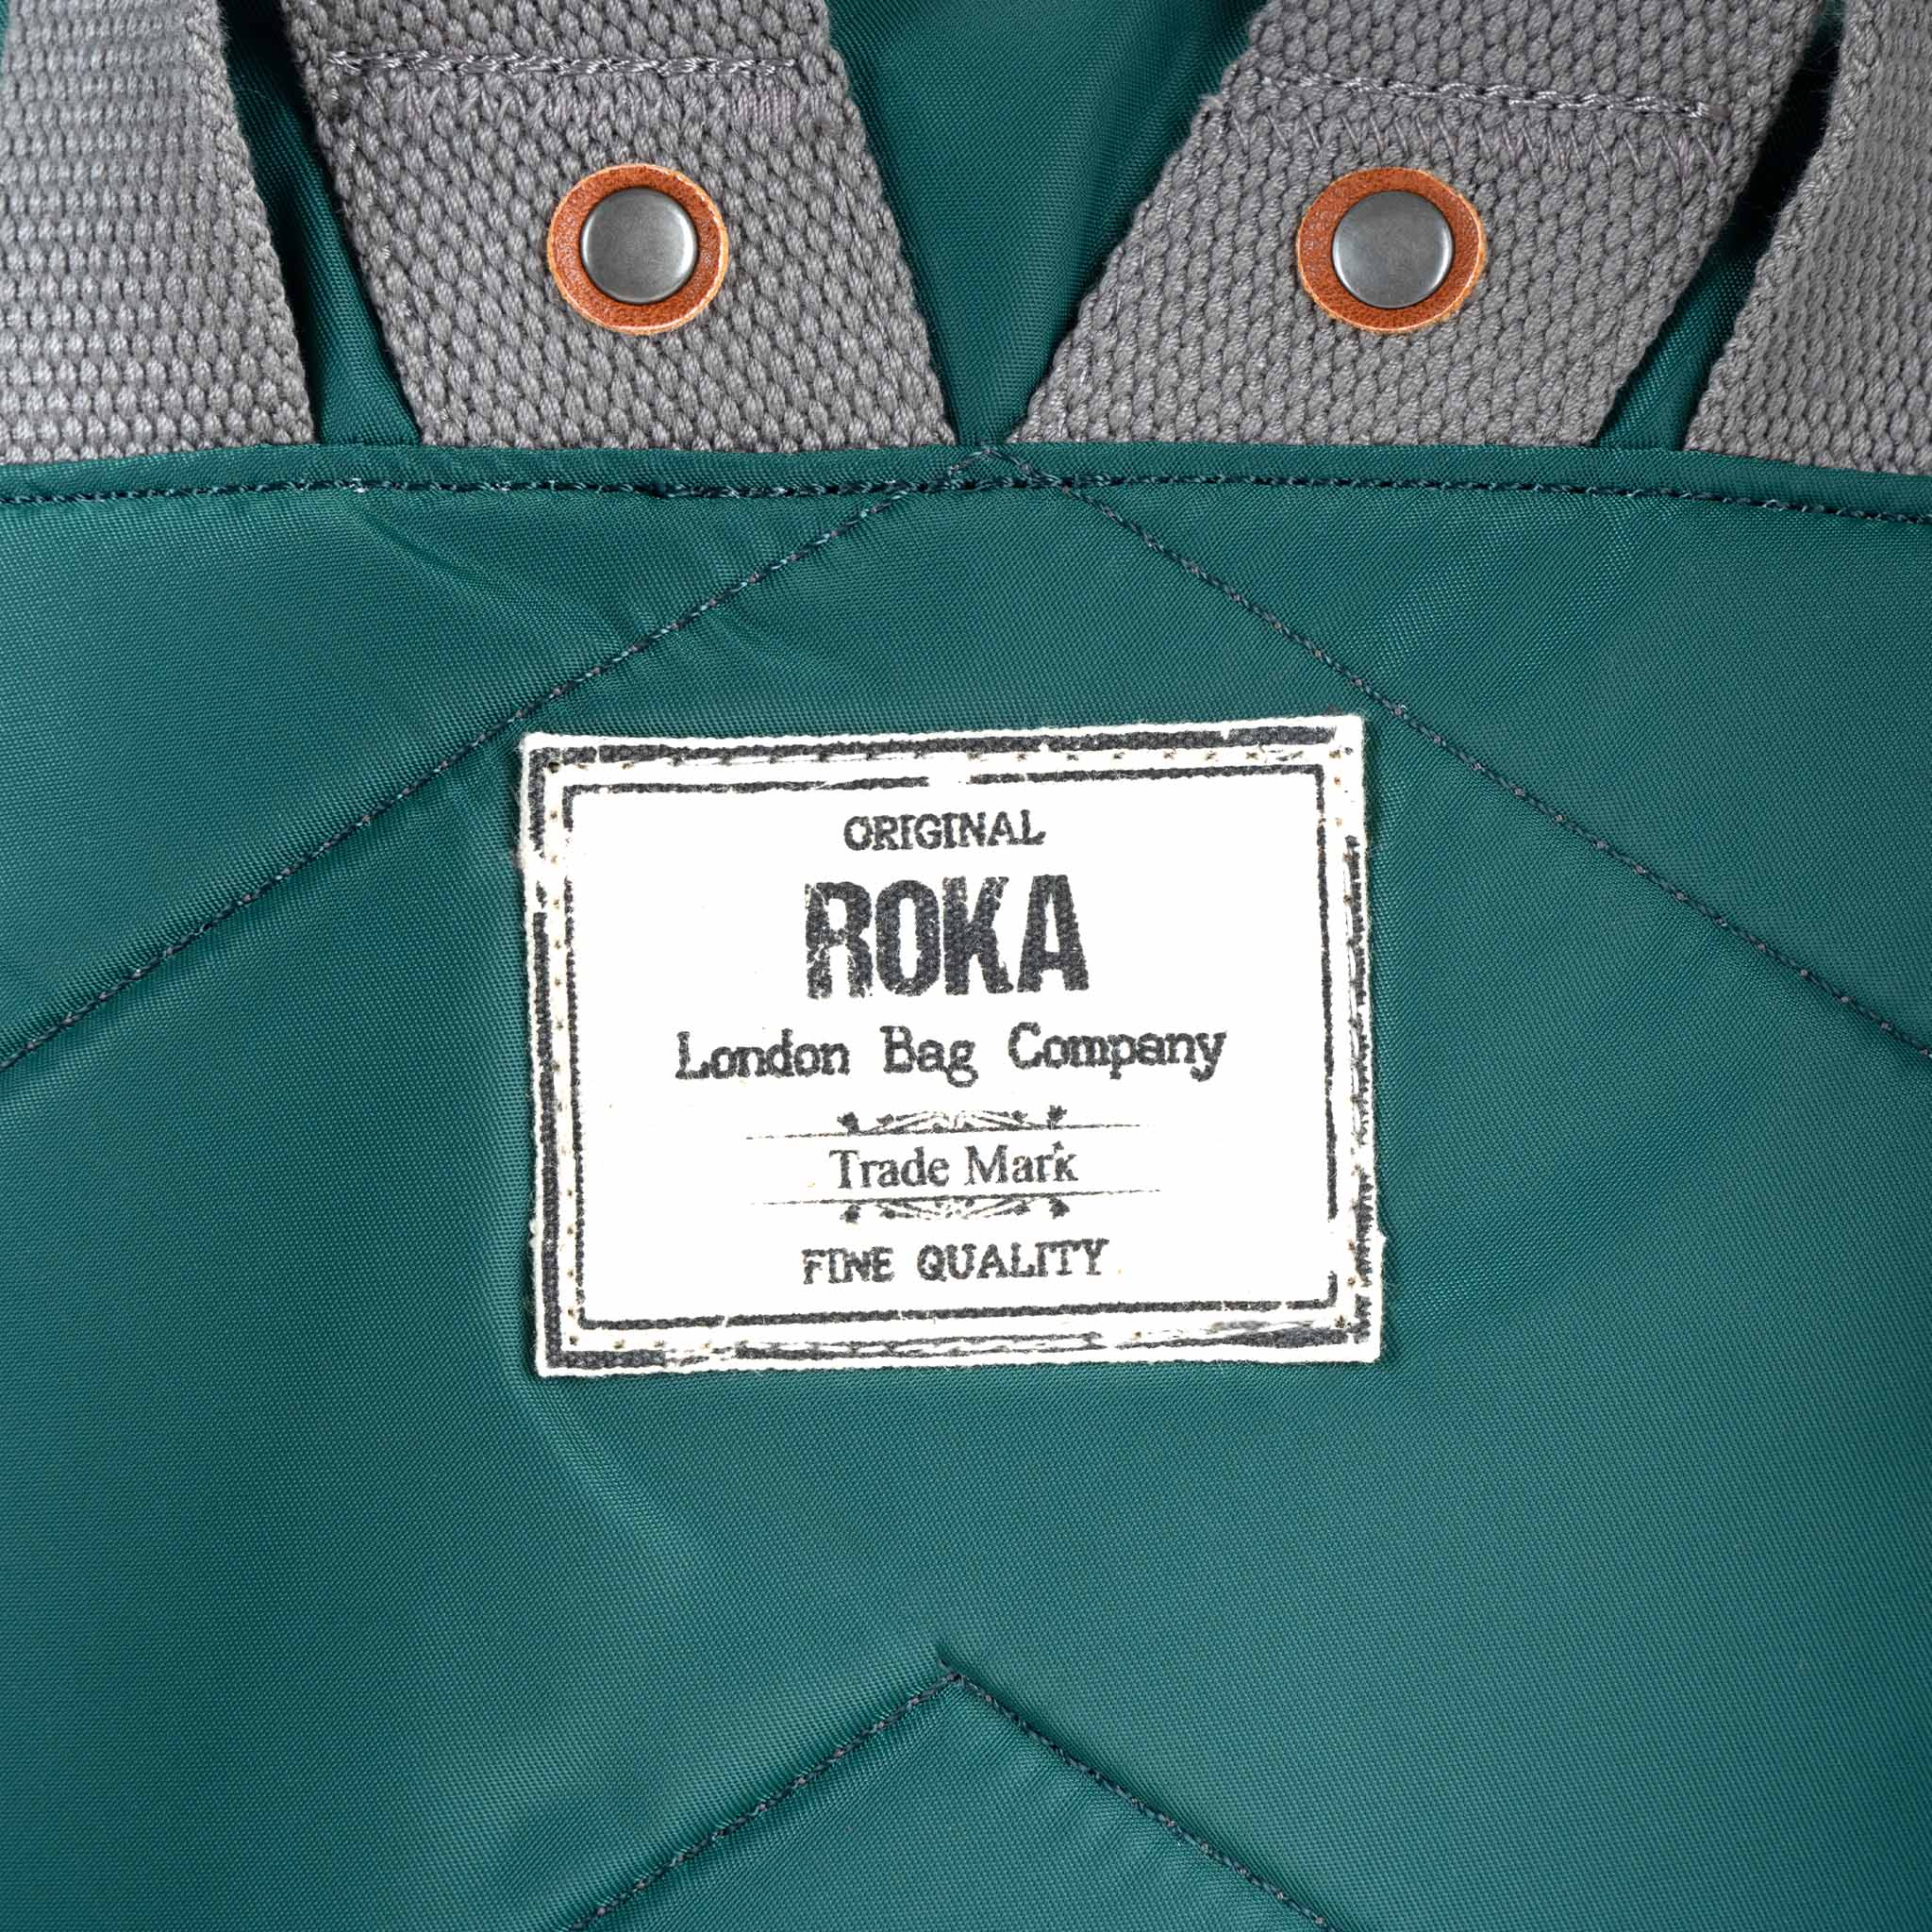 ORIGINAL
ROKA
London Bag Company
Trade Mark
FINE QUALITY